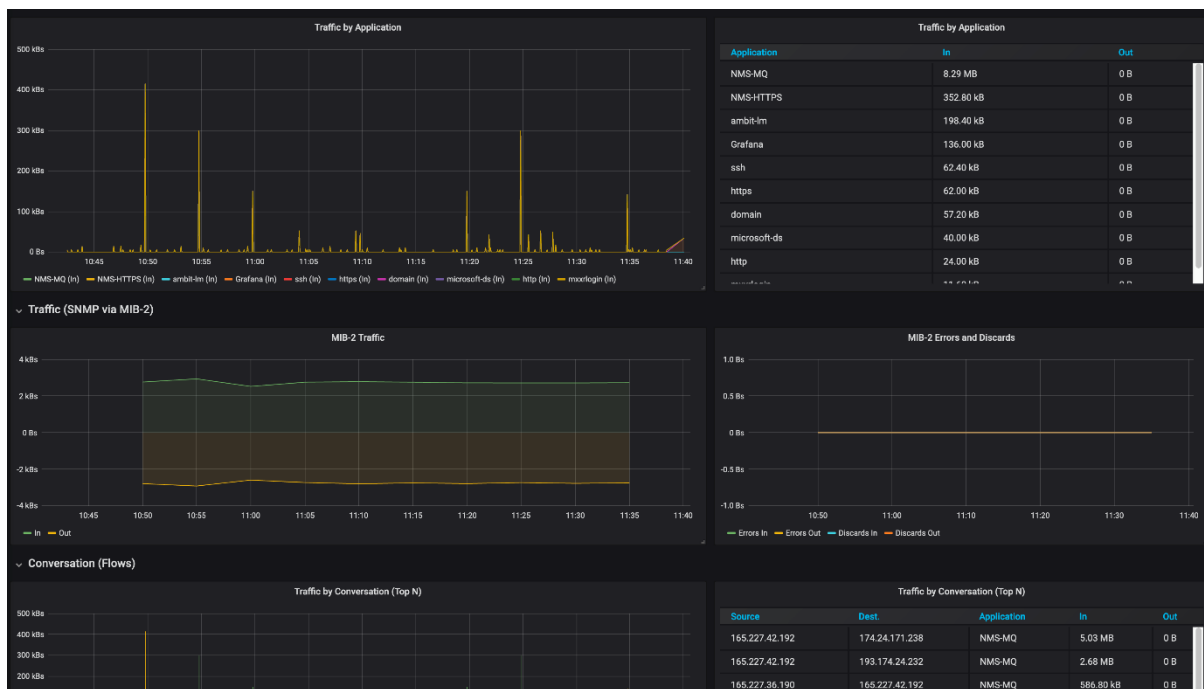 Traffic by Application
500 kBs
400 kBs
300 kBs
200 kBs
100 kBs
0 Bs
10:45 10:50 10:55 11:00 11:05 11:10 11:15 11:20 11:25 11:30 11:35 11:40
NMS-MQ (In) NMS-HTTPS (In) ambit-lm (In) Grafana (In) ssh (In) https (In) domain (In) microsoft-ds (In) http (In) mxxrlogin (In)
Traffic by Application
Application In Out
NMS-MQ 8.29 MB 0 B
NMS-HTTPS 352.80 kB 0 B
ambit-lm 198.40 kB 0 B
Grafana 136.00 kB 0 B
ssh 62.40 kB 0 B
https 62.00 kB 0 B
domain 57.20 kB 0 B
microsoft-ds 40.00 kB 0 B
http 24.00 kB 0 B
Traffic (SNMP via MIB-2)
MIB-2 Traffic
4 kBs
2 kBs
0 Bs
-2 kBs
-4 kBs
10:45 10:50 10:55 11:00 11:05 11:10 11:15 11:20 11:25 11:30 11:35 11:40
In Out
MIB-2 Errors and Discards
1.0 Bs
0.5 Bs
0 Bs
-0.5 Bs
-1.0 Bs
10:50 11:00 11:10 11:20 11:30 11:40
Errors In Errors Out Discards In Discards Out
Conversation (Flows)
Traffic by Conversation (Top N)
500 kBs
400 kBs
300 kBs
200 kBs
Traffic by Conversation (Top N)
Source Dest. Application In Out
165.227.42.192 174.24.171.238 NMS-MQ 5.03 MB 0 B
165.227.42.192 193.174.24.232 NMS-MQ 2.68 MB 0 B
165.227.36.190 165.227.42.192 NMS-MQ 586.80 kB 0 B